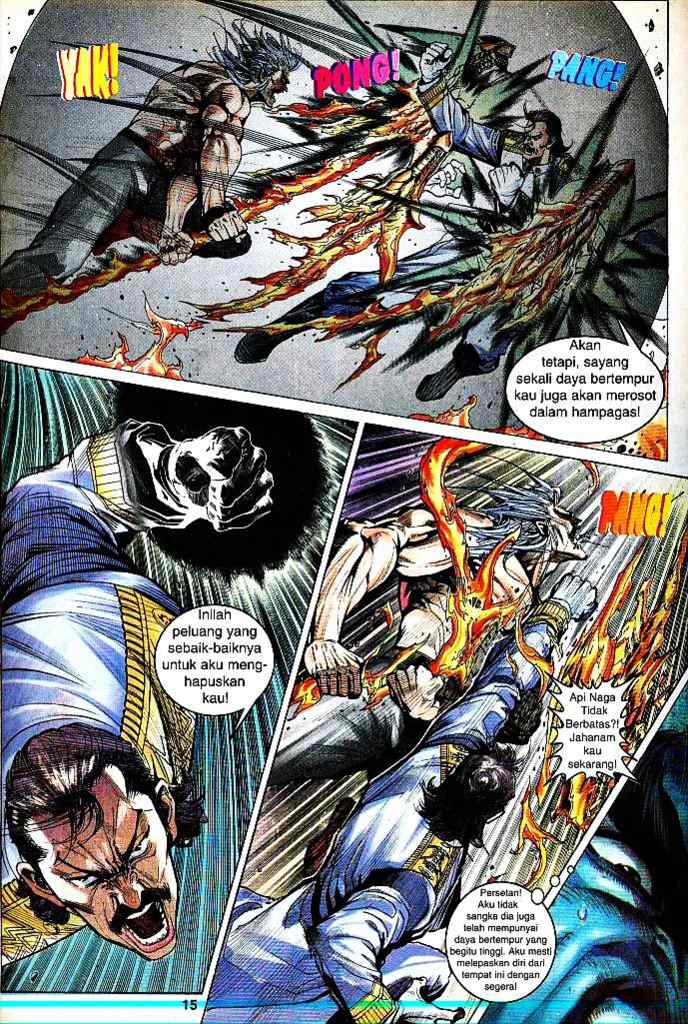 YAK!
PONG!
PANG!
Akan
tetapi, sayang
sekali daya bertempur
kau juga akan merosot
dalam hampagas!
Inilah
peluang yang
sebaik-baiknya
untuk aku meng-
hapuskan
kau!
PANG!
Api Naga
Tidak
Berbatas?!
Jahanam
kau
sekarang!
Persetan!
Aku tidak
sangka dia juga
telah mempunyai
daya bertempur yang
begitu tinggi. Aku mesti
melepaskan diri dari
tempat ini dengan
segera!
15